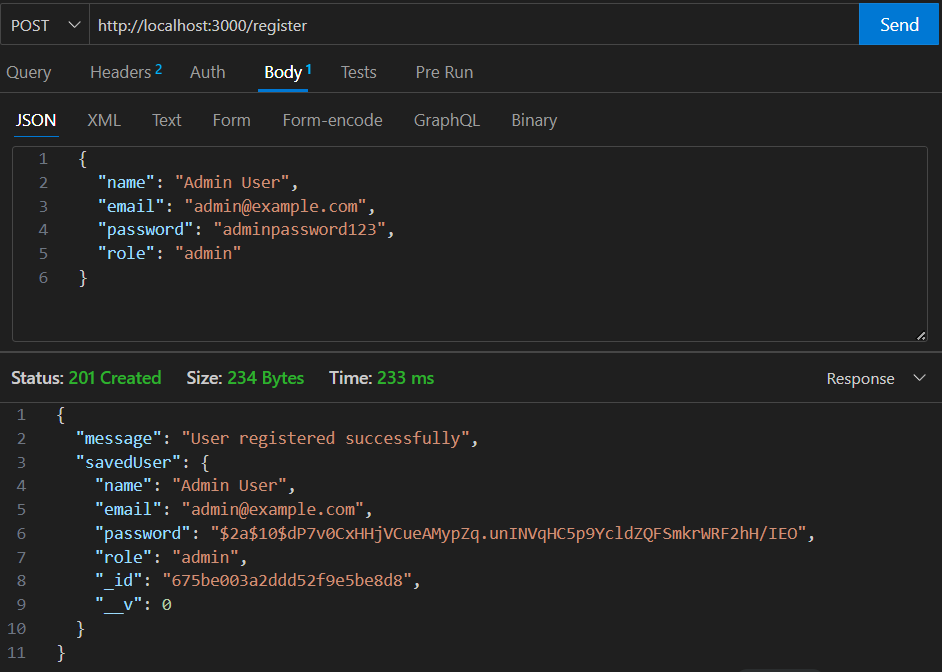 POST http://localhost:3000/register Send
Query Headers 2 Auth Body 1 Tests Pre Run
JSON XML Text Form Form-encode GraphQL Binary
1 {
2 "name": "Admin User",
3 "email": "admin@example.com",
4 "password": "adminpassword123",
5 "role": "admin"
6 }
Status: 201 Created Size: 234 Bytes Time: 233 ms Response
1 {
2 "message": "User registered successfully",
3 "savedUser": {
4 "name": "Admin User",
5 "email": "admin@example.com",
6 "password": "$2a$10$dP7v0CxHHjVCueAMypZq.unINVqHC5p9YcldZQFSmkrWRF2hH/IEO",
7 "role": "admin",
8 "_id": "675be003a2ddd52f9e5be8d8",
9 "__v": 0
10 }
11 }